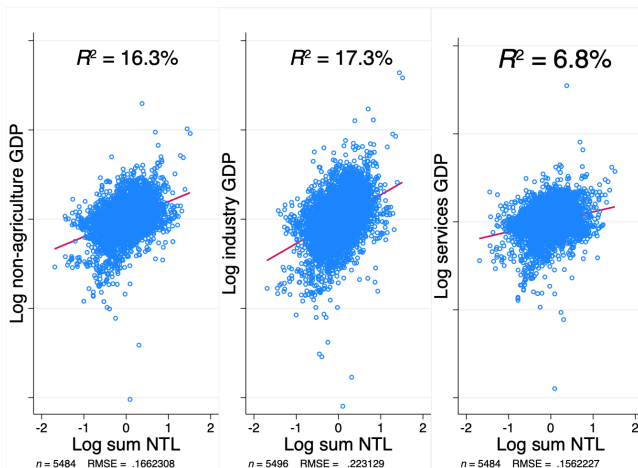 R² = 16.3%
Log non-agriculture GDP
-2 -1 0 1 2
Log sum NTL
n = 5484 RMSE = .1662308
R² = 17.3%
Log industry GDP
-2 -1 0 1 2
Log sum NTL
n = 5496 RMSE = .223129
R² = 6.8%
Log services GDP
-2 -1 0 1 2
Log sum NTL
n = 5484 RMSE = .1562227